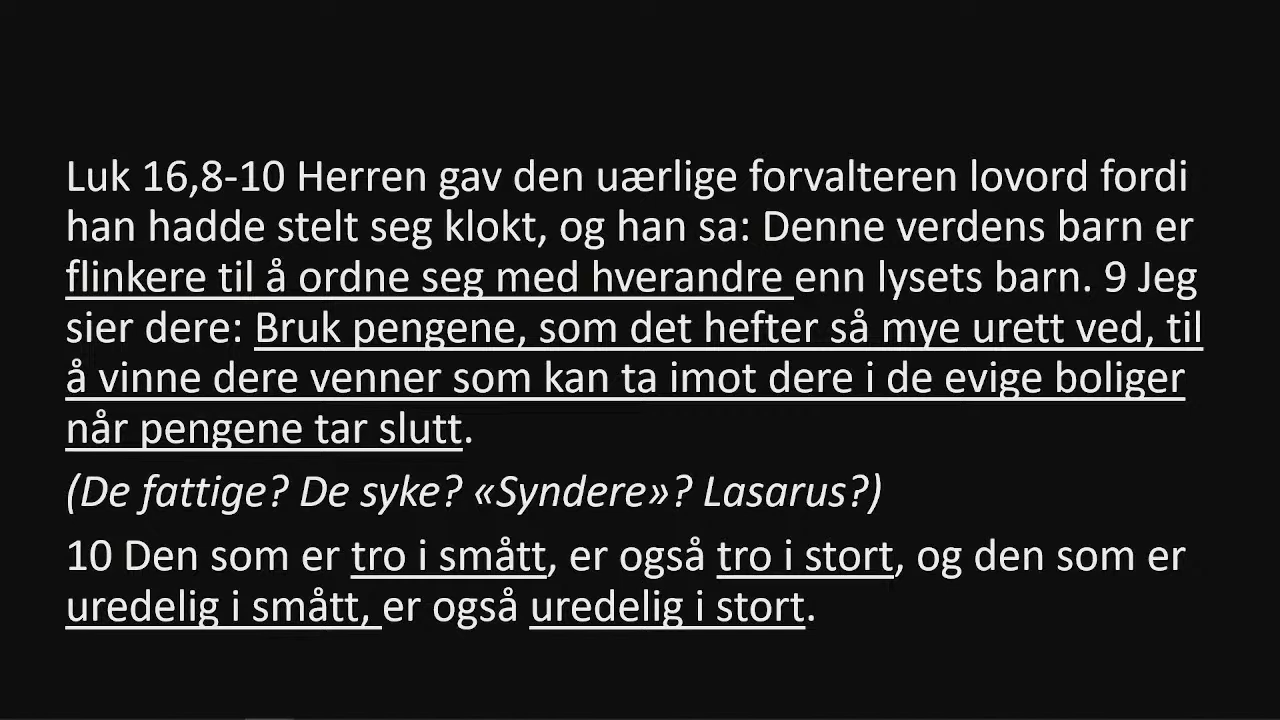 Luk 16,8-10 Herren gav den uærlige forvalteren lovord fordi
han hadde stelt seg klokt, og han sa: Denne verdens barn er
flinkere til å ordne seg med hverandre enn lysets barn. 9 Jeg
sier dere: Bruk pengene, som det hefter så mye urett ved, til
å vinne dere venner som kan ta imot dere i de evige boliger
når pengene tar slutt.
(De fattige? De syke? «Syndere»? Lasarus?)
10 Den som er tro i smått, er også tro i stort, og den som er
uredelig i smått, er også uredelig i stort.